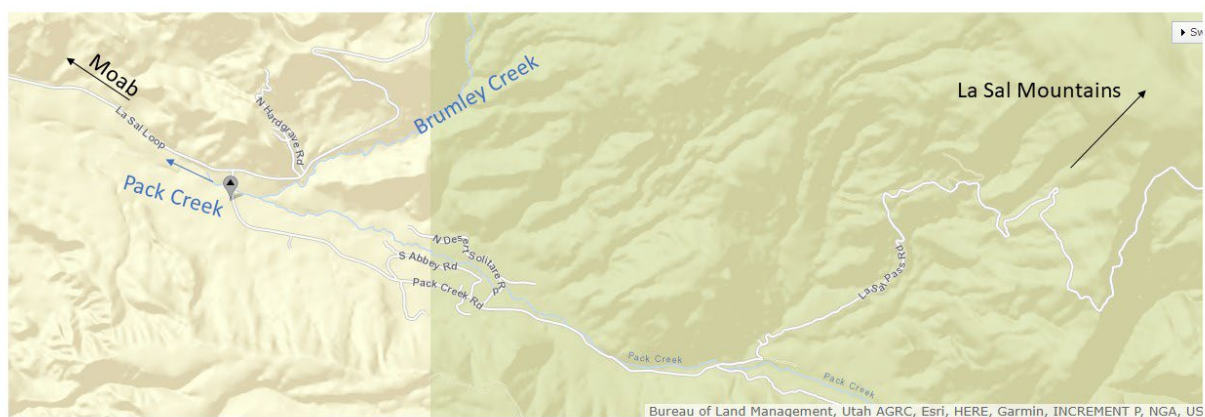 Sw
Moab
Brumley Creek
La Sal Mountains
N Hardgrave Rd
La Sal Loop
Pack Creek
N Desert Solitare Rd
S Abbey Rd
Pack Creek Rd
La Sal Pass Rd
Pack Creek
Pack Creek
Bureau of Land Management, Utah AGRC, Esri, HERE, Garmin, INCREMENT P, NGA, US